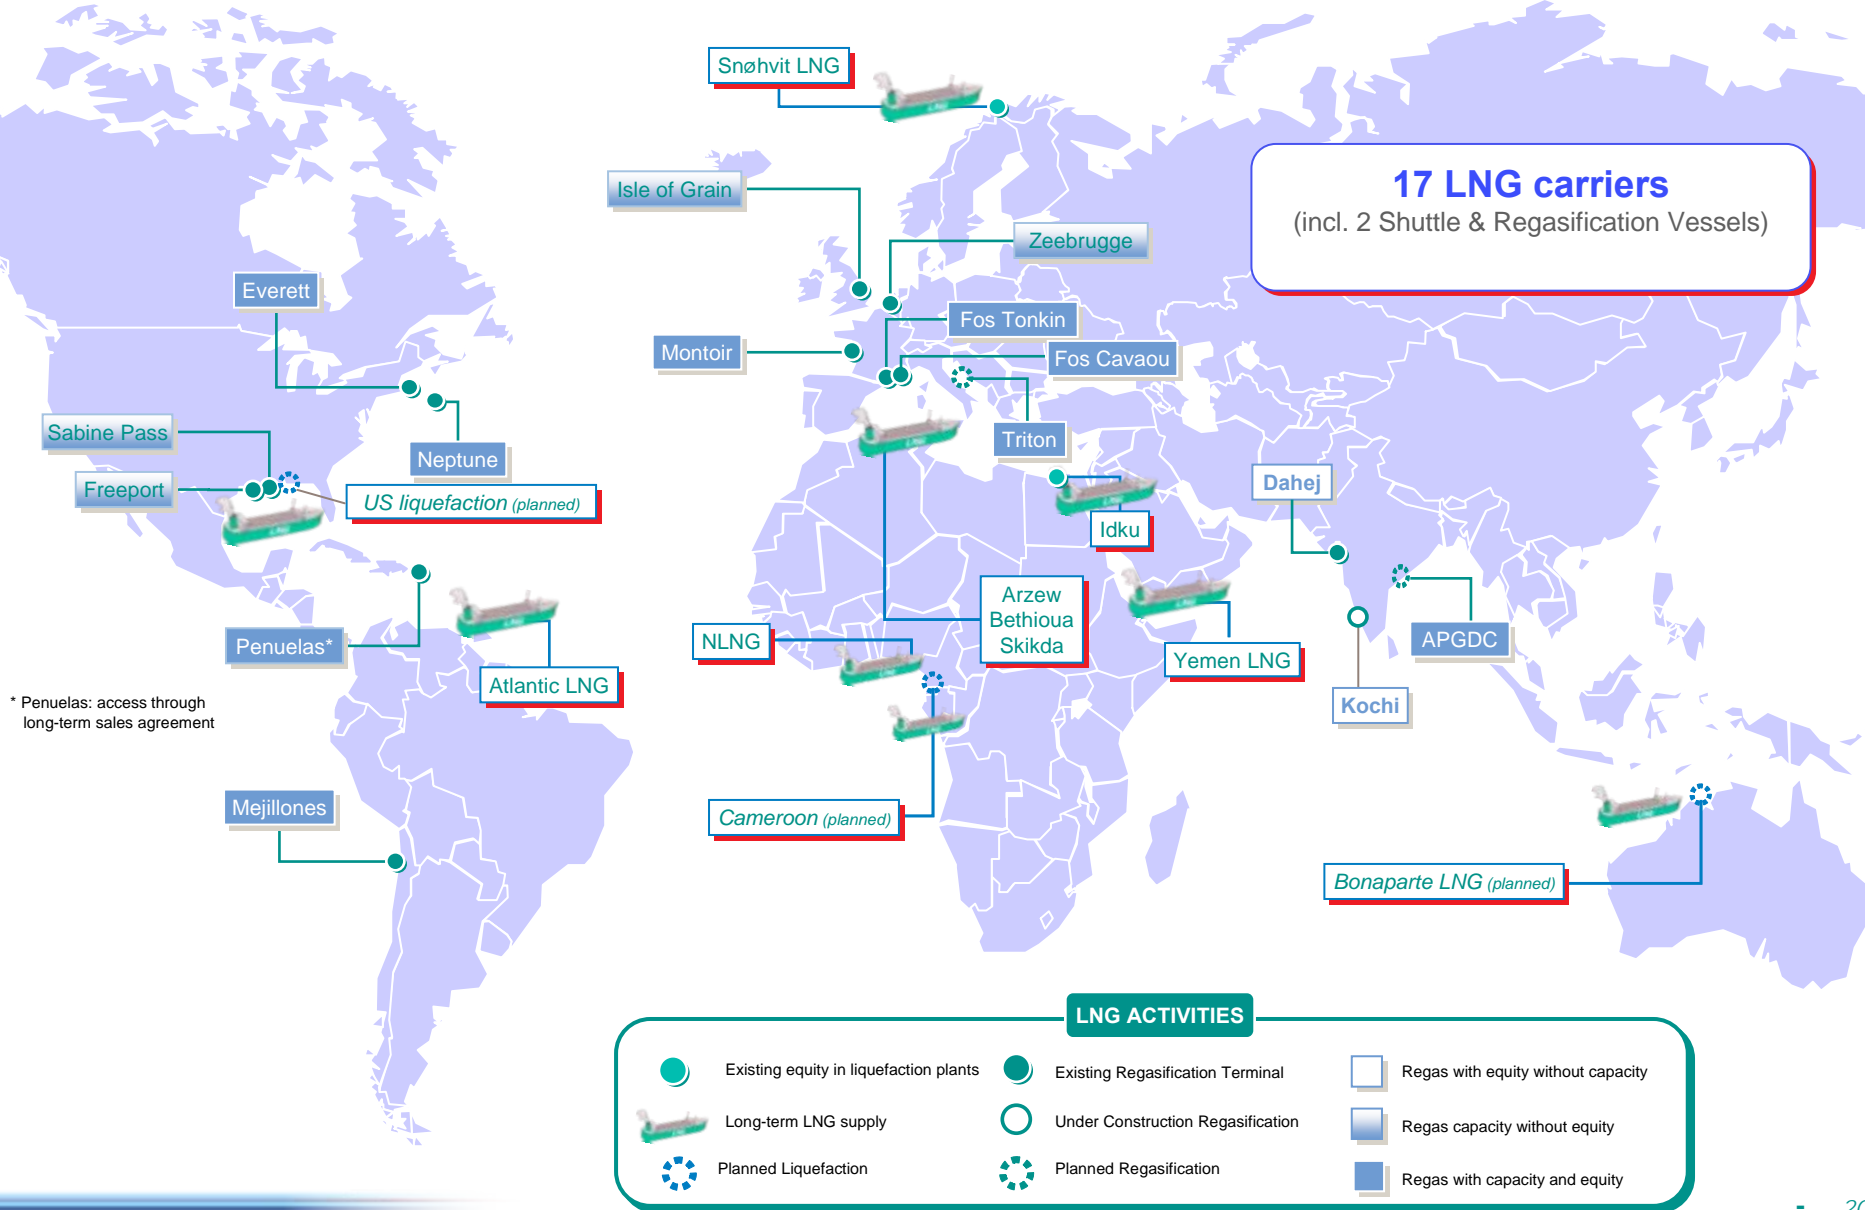 Snøhvit LNG
17 LNG carriers
(incl. 2 Shuttle & Regasification Vessels)
Isle of Grain
Zeebrugge
Everett
Fos Tonkin
Montoir
Fos Cavaou
Sabine Pass
Neptune
Triton
Freeport
US liquefaction (planned)
Dahej
Idku
Arzew
Bethioua
Skikda
Penuelas*
NLNG
APGDC
Yemen LNG
Atlantic LNG
* Penuelas: access through
long-term sales agreement
Kochi
Mejillones
Cameroon (planned)
Bonaparte LNG (planned)
LNG ACTIVITIES
Existing equity in liquefaction plants
Existing Regasification Terminal
Regas with equity without capacity
Long-term LNG supply
Under Construction Regasification
Regas capacity without equity
Planned Liquefaction
Planned Regasification
Regas with capacity and equity